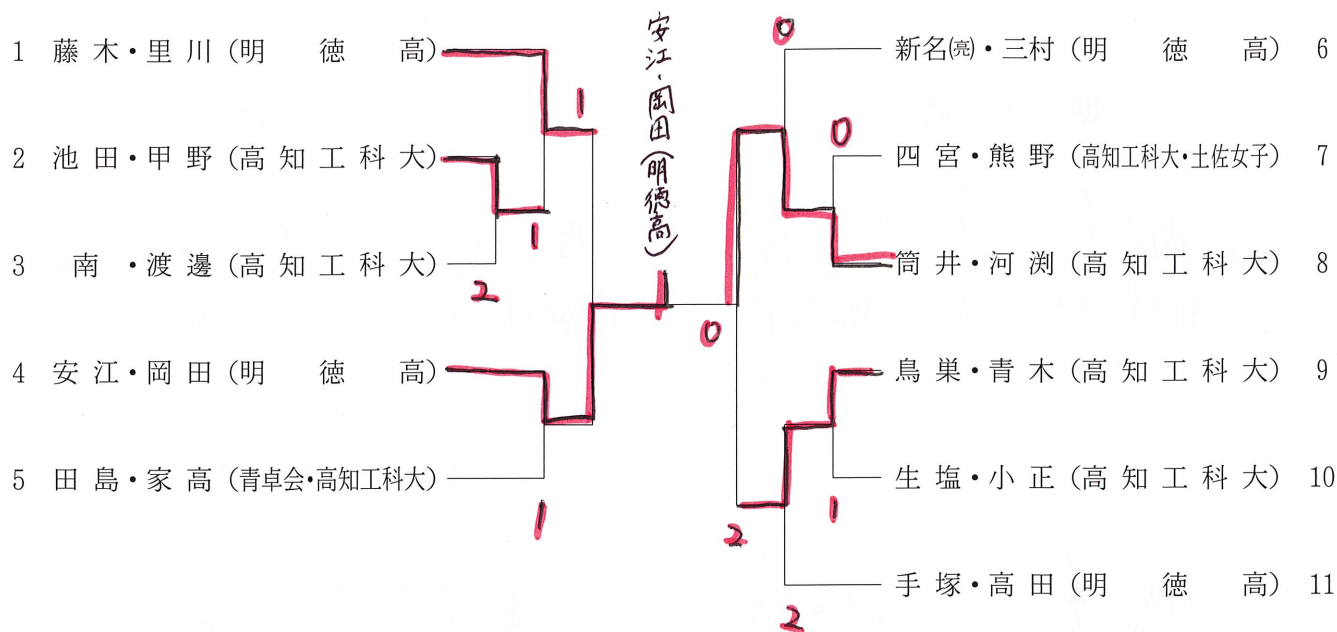 1 藤木・里川 (明徳高)
1
2 池田・甲野 (高知工科大)
1
3 南・渡邊 (高知工科大)
2
4 安江・岡田 (明徳高)
5 田島・家高 (青卓会・高知工科大)
1
安江・岡田(明徳高)
0
0
新名㈭・三村 (明徳高) 6
0
四宮・熊野 (高知工科大・土佐女子) 7
筒井・河渕 (高知工科大) 8
鳥巣・青木 (高知工科大) 9
生塩・小正 (高知工科大) 10
1
2
手塚・高田 (明徳高) 11
2